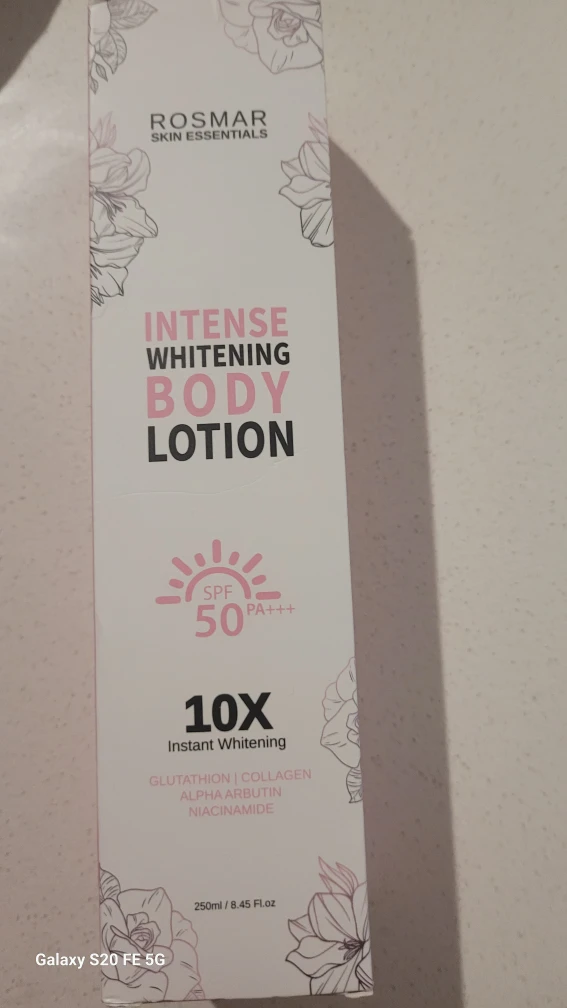 ROSMAR
SKIN ESSENTIALS
INTENSE
WHITENING
BODY
LOTION
SPF
50 PA+++
10X
Instant Whitening
GLUTATHION | COLLAGEN
ALPHA ARBUTIN
NIACINAMIDE
250ml / 8.45 Fl.oz
Galaxy S20 FE 5G